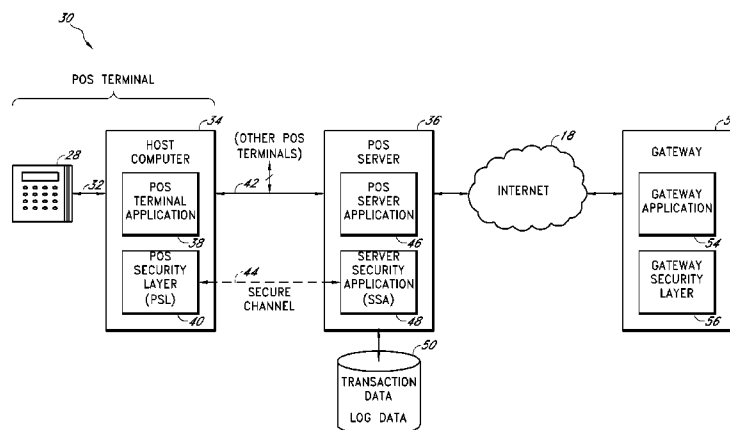 30
POS TERMINAL
34
HOST
COMPUTER
28
32
POS
TERMINAL
APPLICATION
38
POS
SECURITY
LAYER
(PSL)
40
(OTHER POS
TERMINALS)
42
44
SECURE
CHANNEL
36
POS
SERVER
POS
SERVER
APPLICATION
46
SERVER
SECURITY
APPLICATION
(SSA)
48
50
TRANSACTION
DATA
LOG DATA
18
INTERNET
GATEWAY
GATEWAY
APPLICATION
54
GATEWAY
SECURITY
LAYER
56